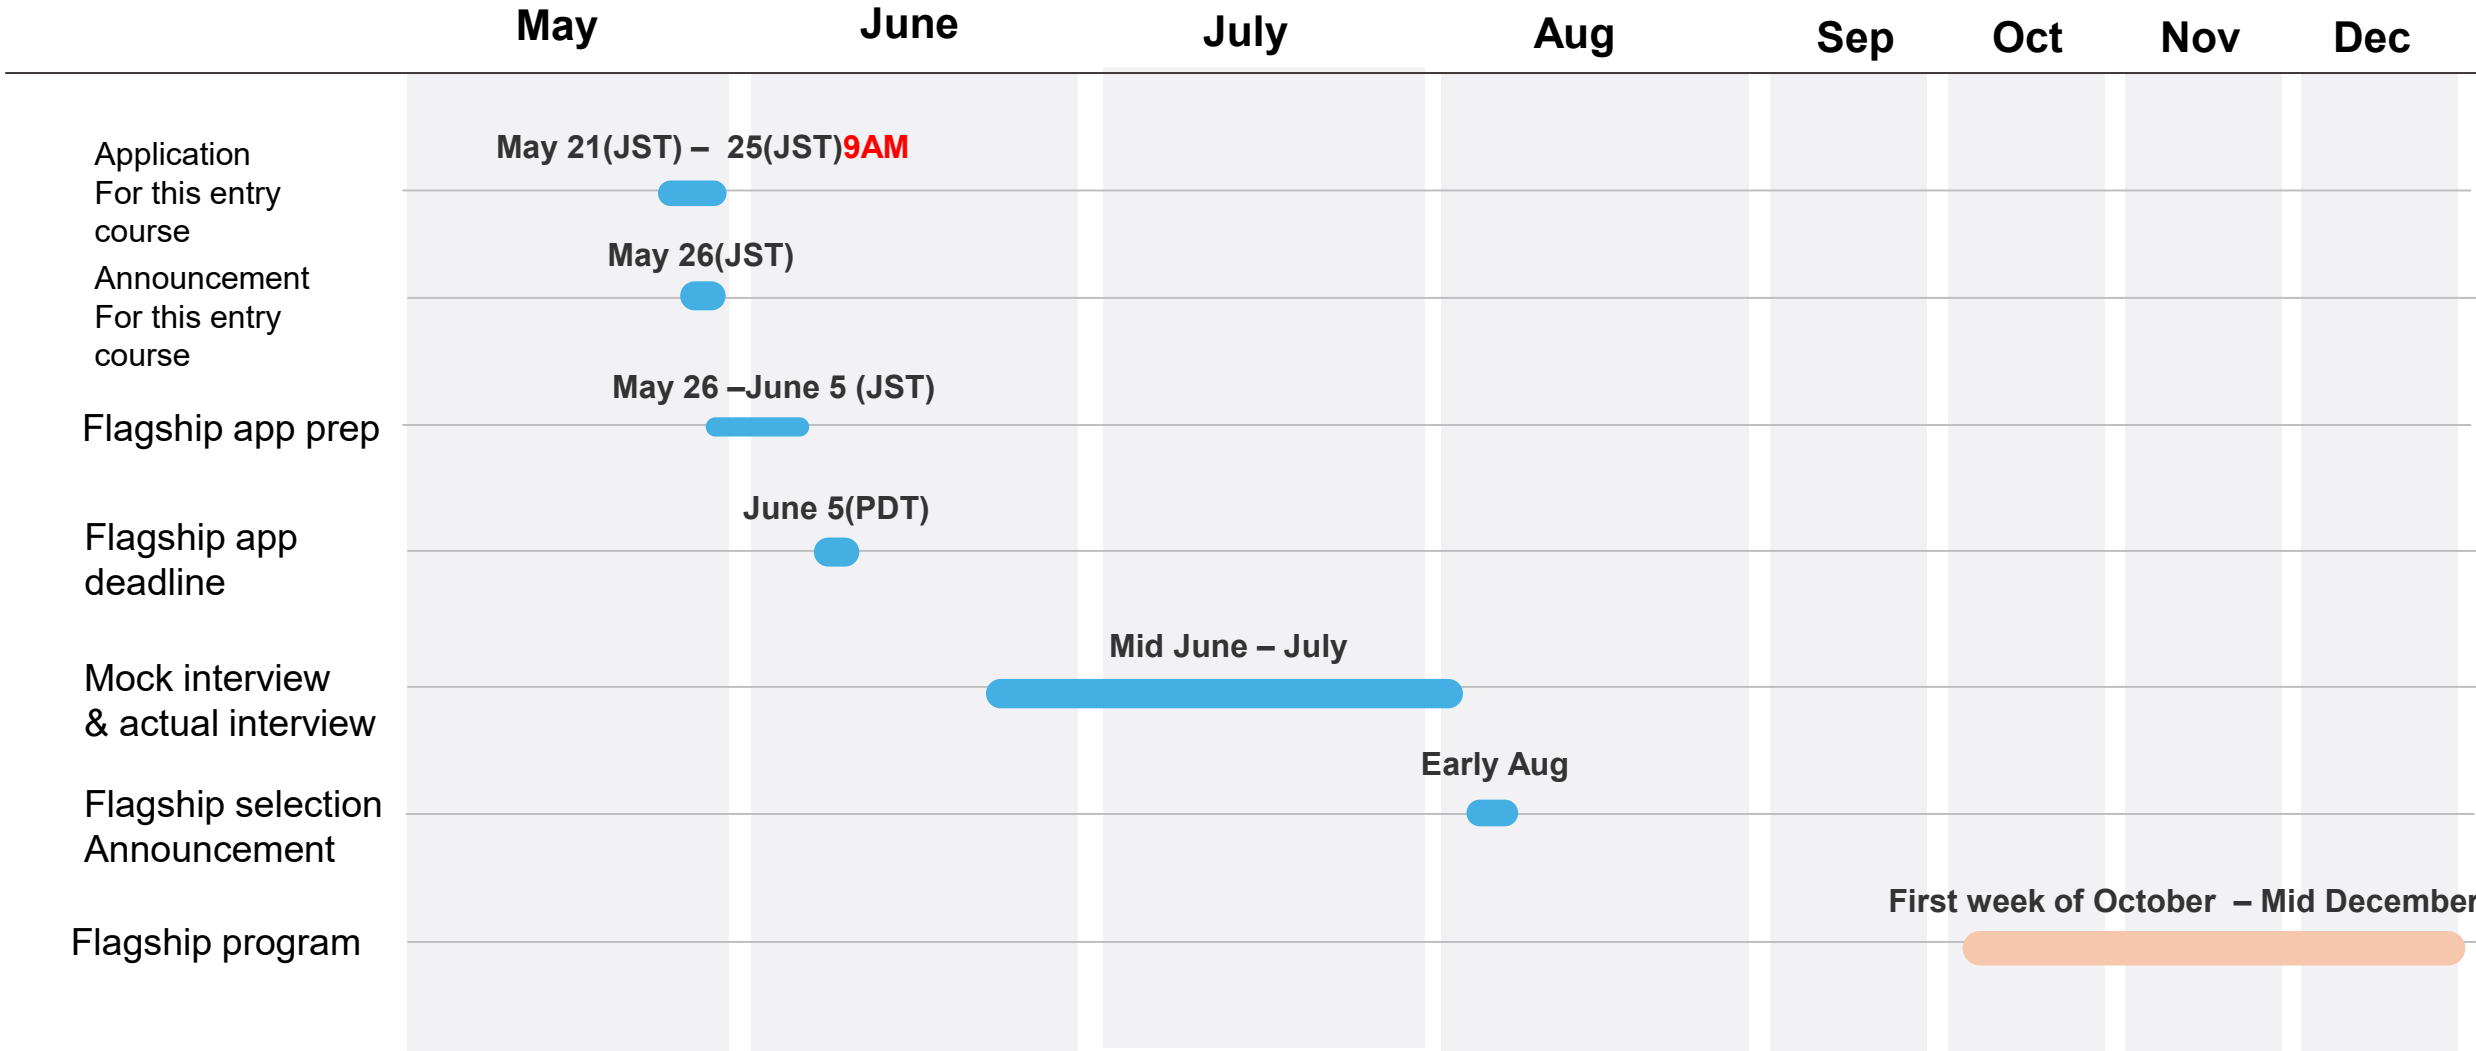 May June July Aug Sep Oct Nov Dec
Application
For this entry
course
May 21(JST) –  25(JST)9AM
Announcement
For this entry
course
May 26(JST)
Flagship app prep
May 26 –June 5 (JST)
Flagship app
deadline
June 5(PDT)
Mock interview
& actual interview
Mid June – July
Flagship selection
Announcement
Early Aug
Flagship program
First week of October  – Mid December